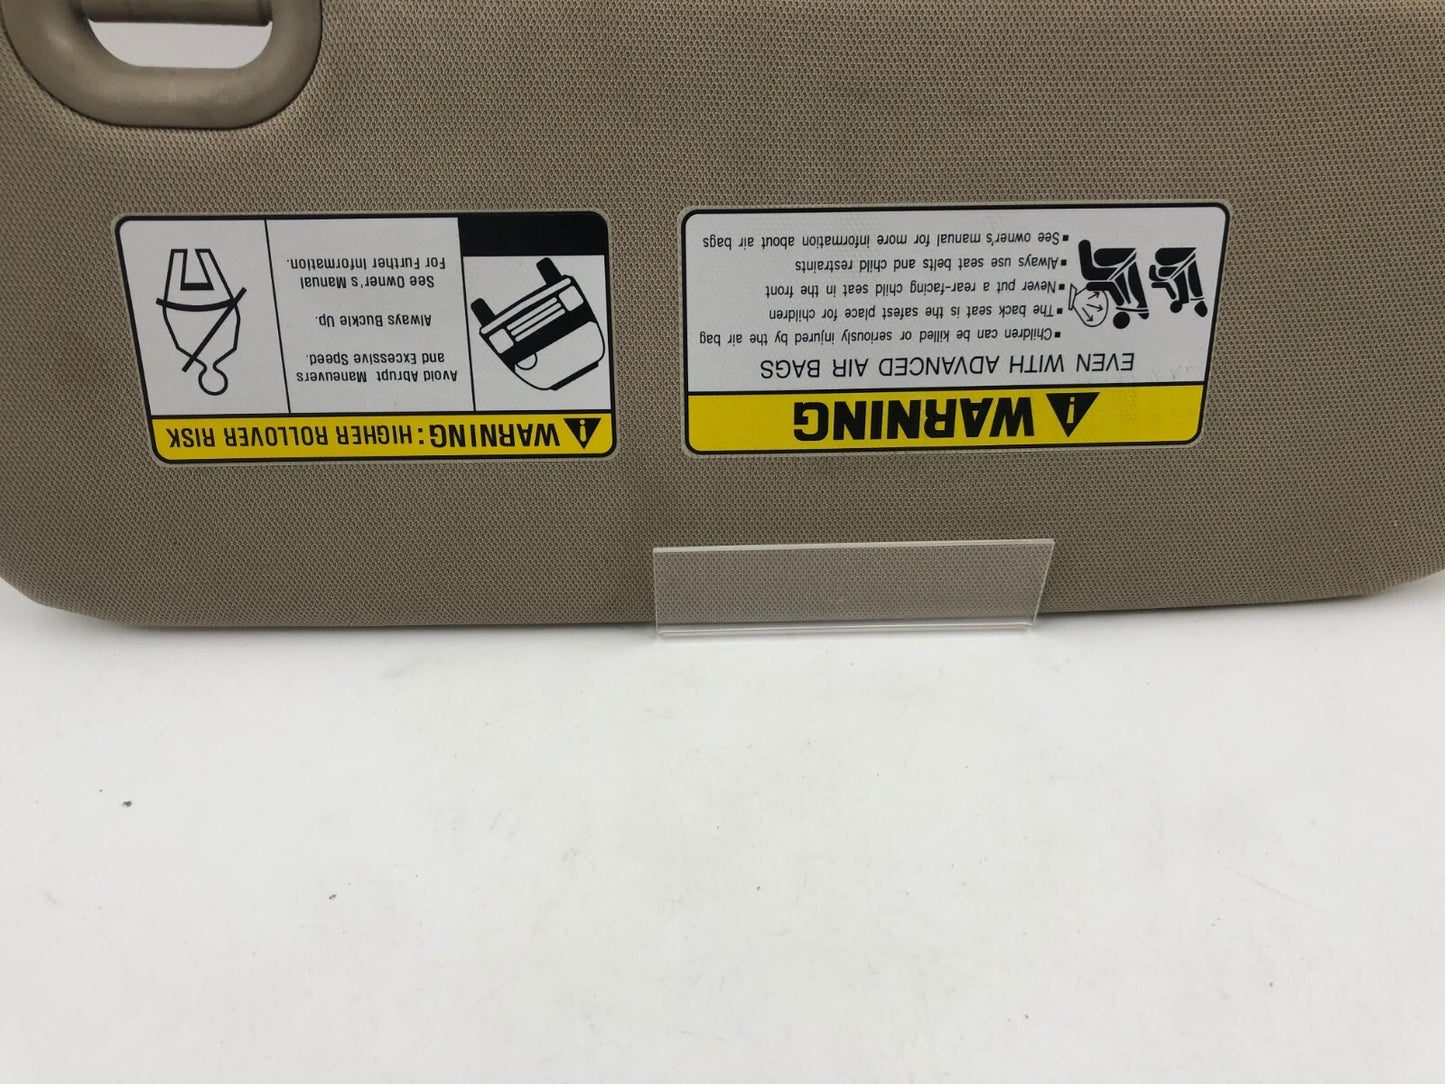 WARNING
EVEN WITH ADVANCED AIR BAGS
▪Children can be killed or seriously injured by the air bag
▪The back seat is the safest place for children
▪Never put a rear-facing child seat in the front
▪Always use seat belts and child restraints
▪See owner's manual for more information about air bags
WARNING: HIGHER ROLLOVER RISK
Avoid Abrupt Maneuvers
and Excessive Speed.
Always Buckle Up.
See Owner's Manual
For Further Information.